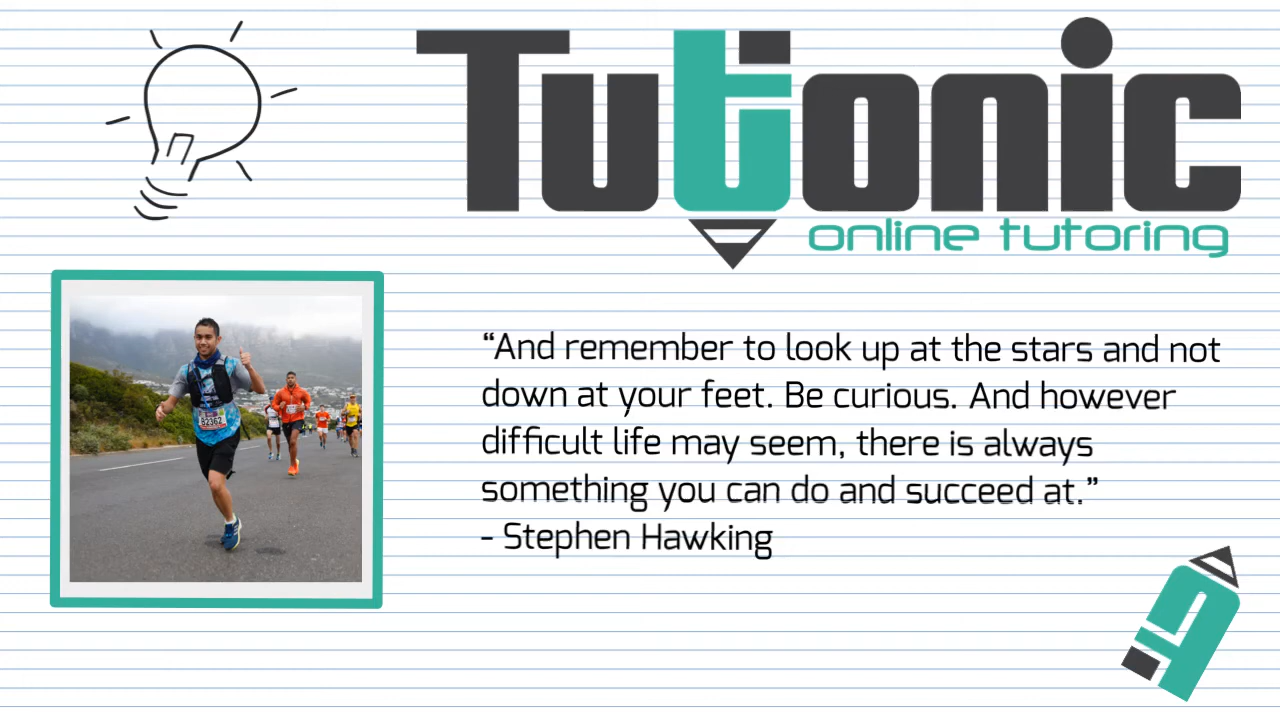 Tutonic
online tutoring
“And remember to look up at the stars and not
down at your feet. Be curious. And however
difficult life may seem, there is always
something you can do and succeed at.”
- Stephen Hawking
62362